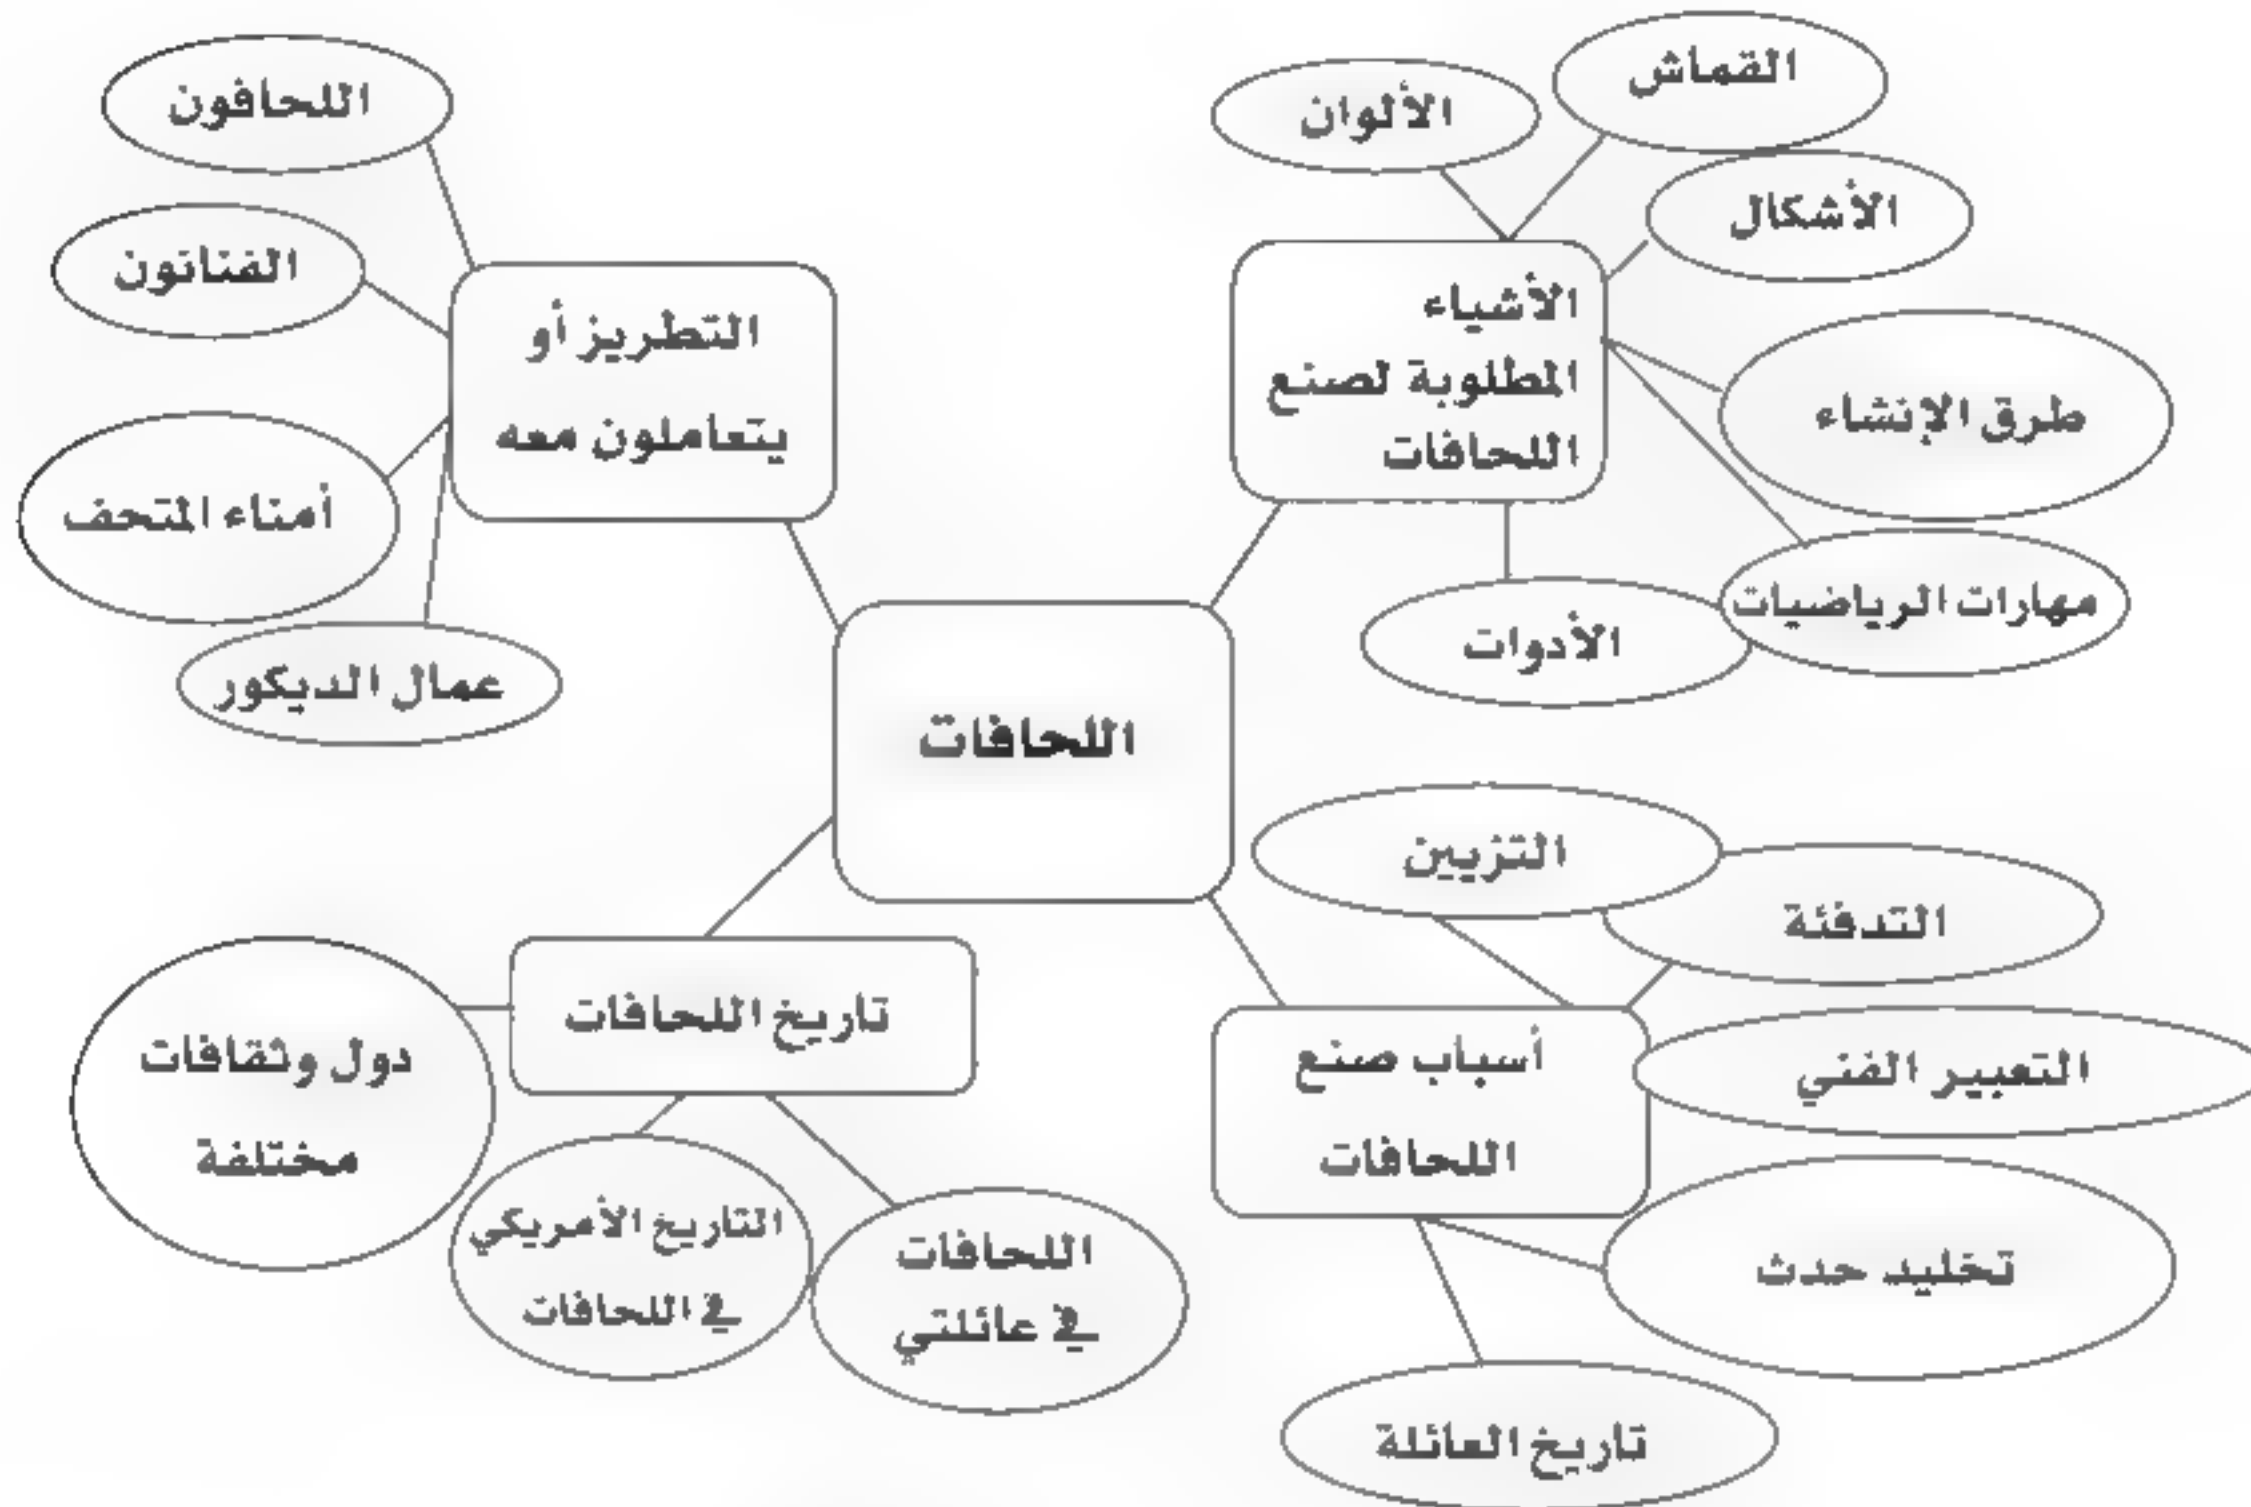 اللحافات
الأشياء
المطلوبة لصنع
اللحافات
الألوان
القماش
الأشكال
طرق الإنشاء
مهارات الرياضيات
الأدوات
التطريز أو
يتعاملون معه
اللحافون
الفنانون
أمناء المتحف
عمال الديكور
أسباب صنع
اللحافات
التزيين
التدفئة
التعبير الفني
تخليد حدث
تاريخ العائلة
تاريخ اللحافات
دول وثقافات
مختلفة
التاريخ الأمريكي
في اللحافات
اللحافات
في عائلتي